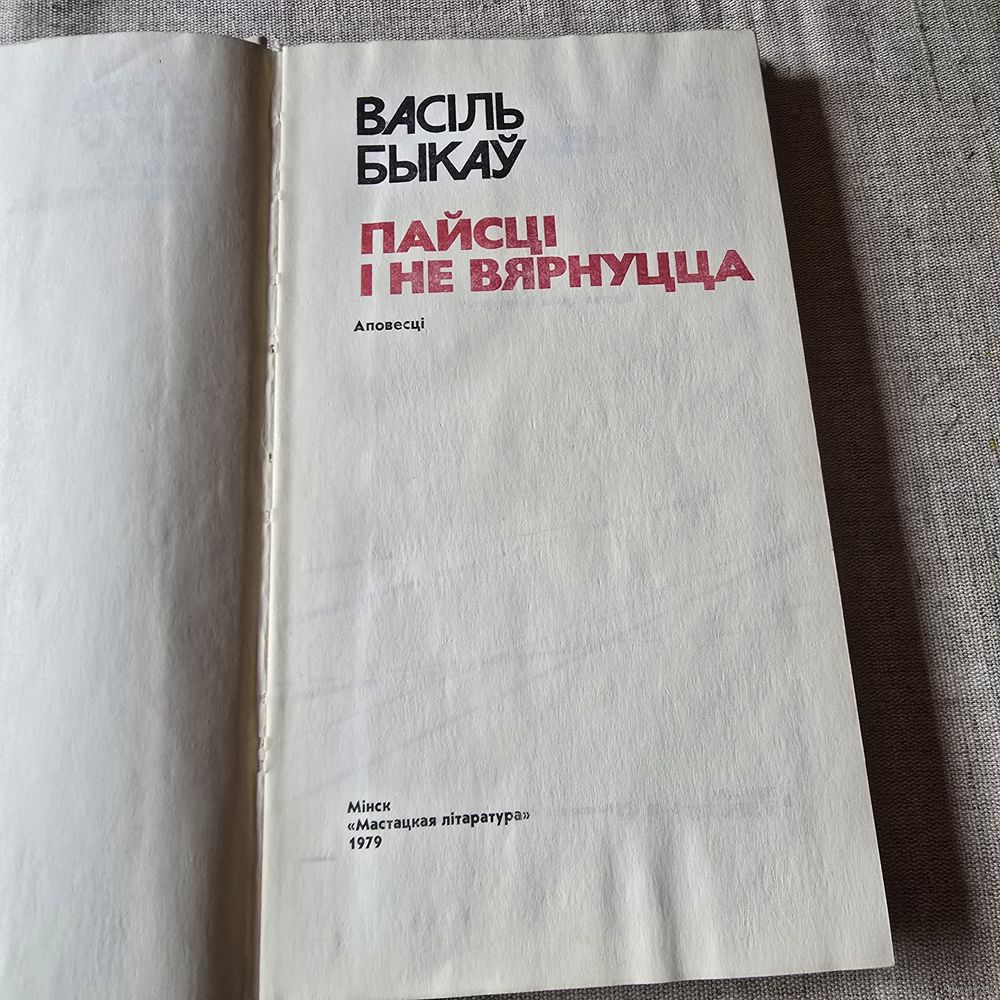 ВАСІЛЬ
БЫКАЎ
ПАЙСЦІ
І НЕ ВЯРНУЦЦА
Аповесці
Мінск
«Мастацкая літаратура»
1979